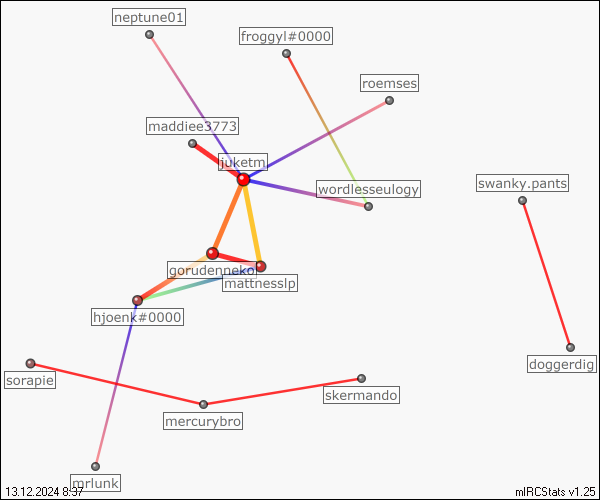 neptune01
froggyl#0000
roemses
maddiee3773
juketm
swanky.pants
wordlesseulogy
gorudenneko
mattnesslp
hjoenk#0000
doggerdig
sorapie
skermando
mercurybro
mrlunk
13.12.2024 8:37
mIRCStats v1.25